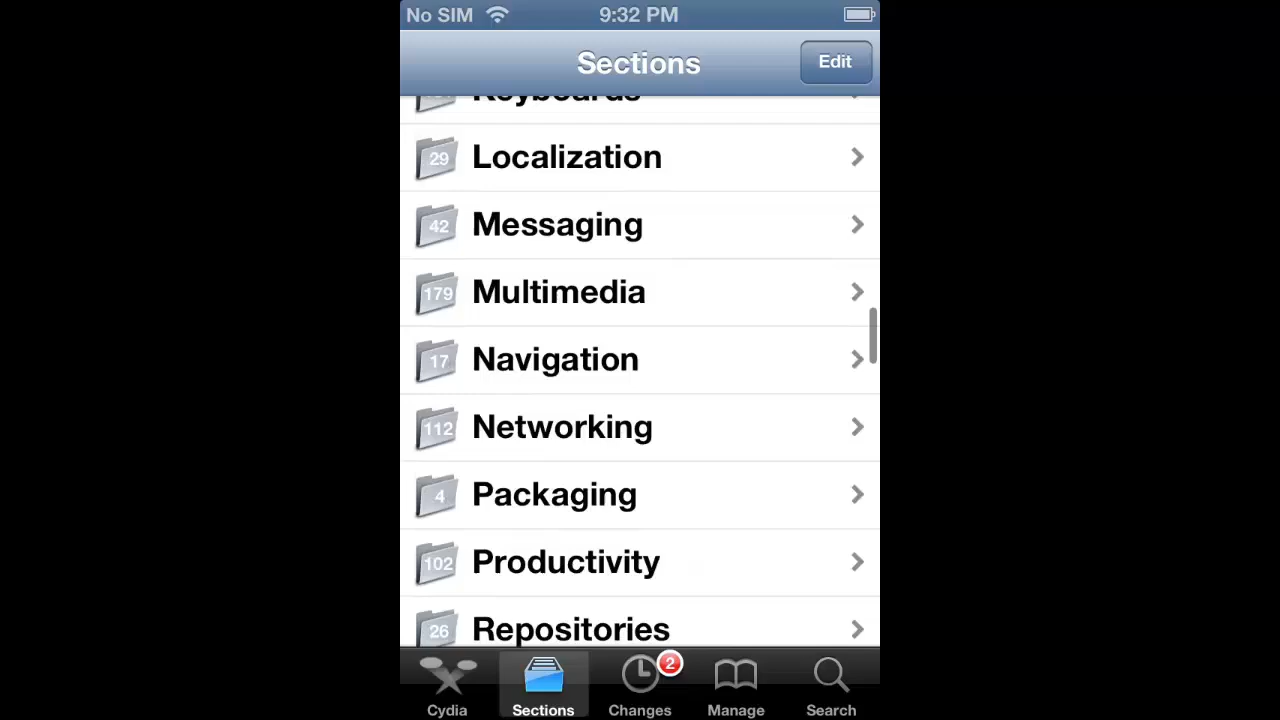 No SIM 9:32 PM
Sections Edit
Keyboards
29 Localization
42 Messaging
179 Multimedia
17 Navigation
112 Networking
4 Packaging
102 Productivity
26 Repositories
2
Cydia Sections Changes Manage Search